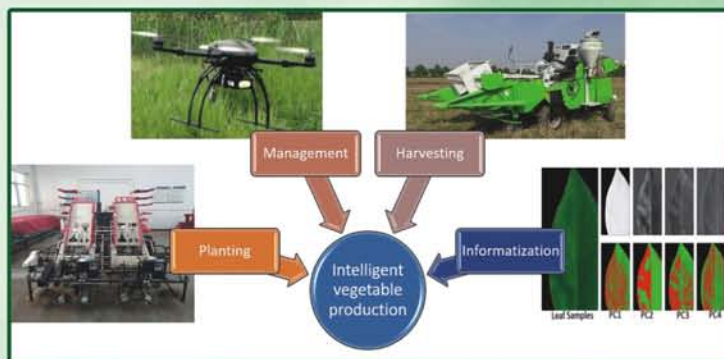 Management
Harvesting
Planting
Informatization
Intelligent
vegetable
production
Leaf Samples
PC1
PC2
PC3
PC4